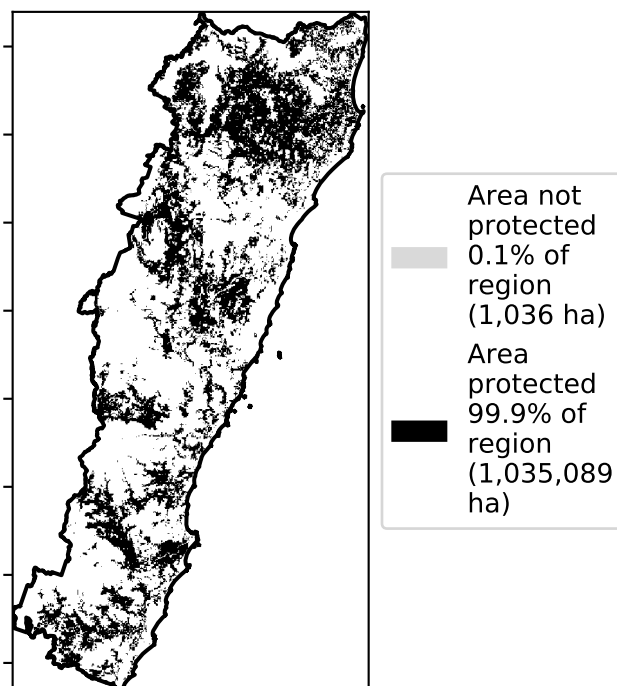 Area not
protected
0.1% of
region
(1,036 ha)
Area
protected
99.9% of
region
(1,035,089
ha)